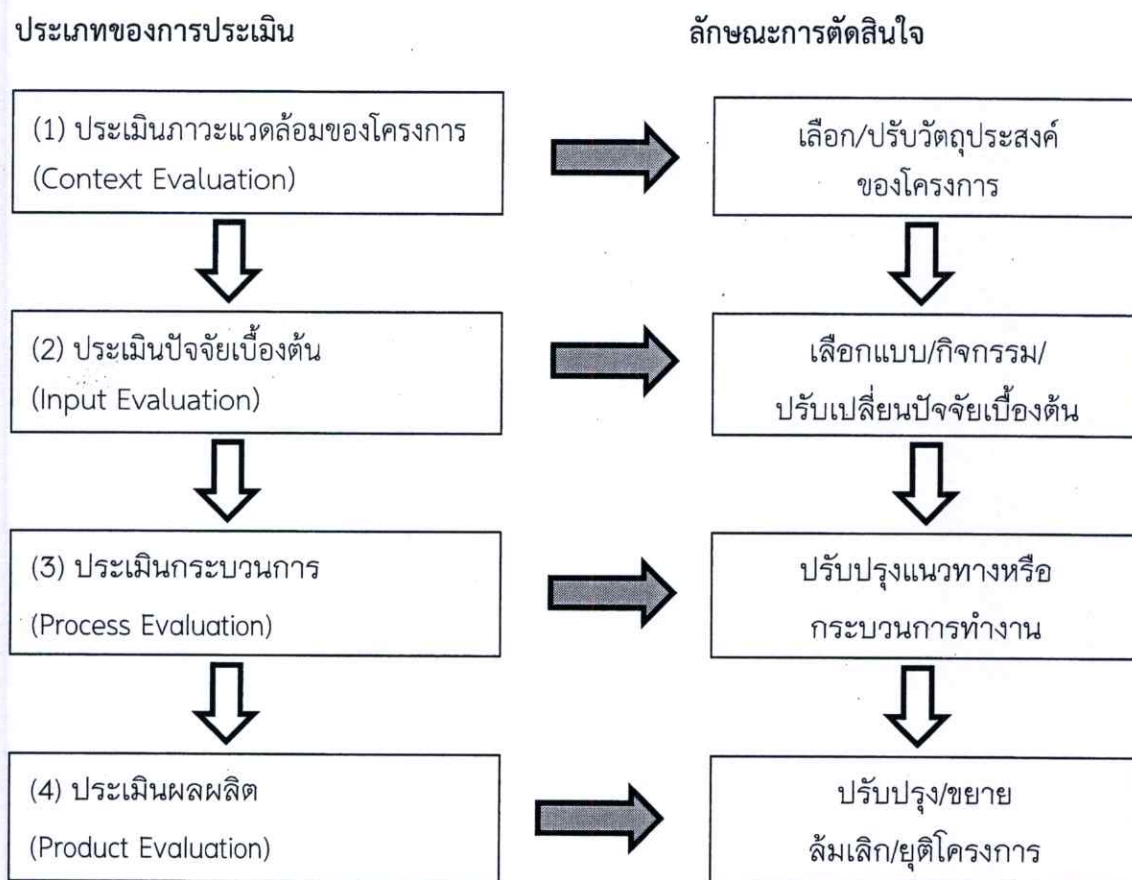 ประเภทของการประเมิน
ลักษณะการตัดสินใจ
(1) ประเมินภาวะแวดล้อมของโครงการ
(Context Evaluation)
เลือก/ปรับวัตถุประสงค์
ของโครงการ
(2) ประเมินปัจจัยเบื้องต้น
(Input Evaluation)
เลือกแบบ/กิจกรรม/
ปรับเปลี่ยนปัจจัยเบื้องต้น
(3) ประเมินกระบวนการ
(Process Evaluation)
ปรับปรุงแนวทางหรือ
กระบวนการทำงาน
(4) ประเมินผลผลิต
(Product Evaluation)
ปรับปรุง/ขยาย
ล้มเลิก/ยุติโครงการ